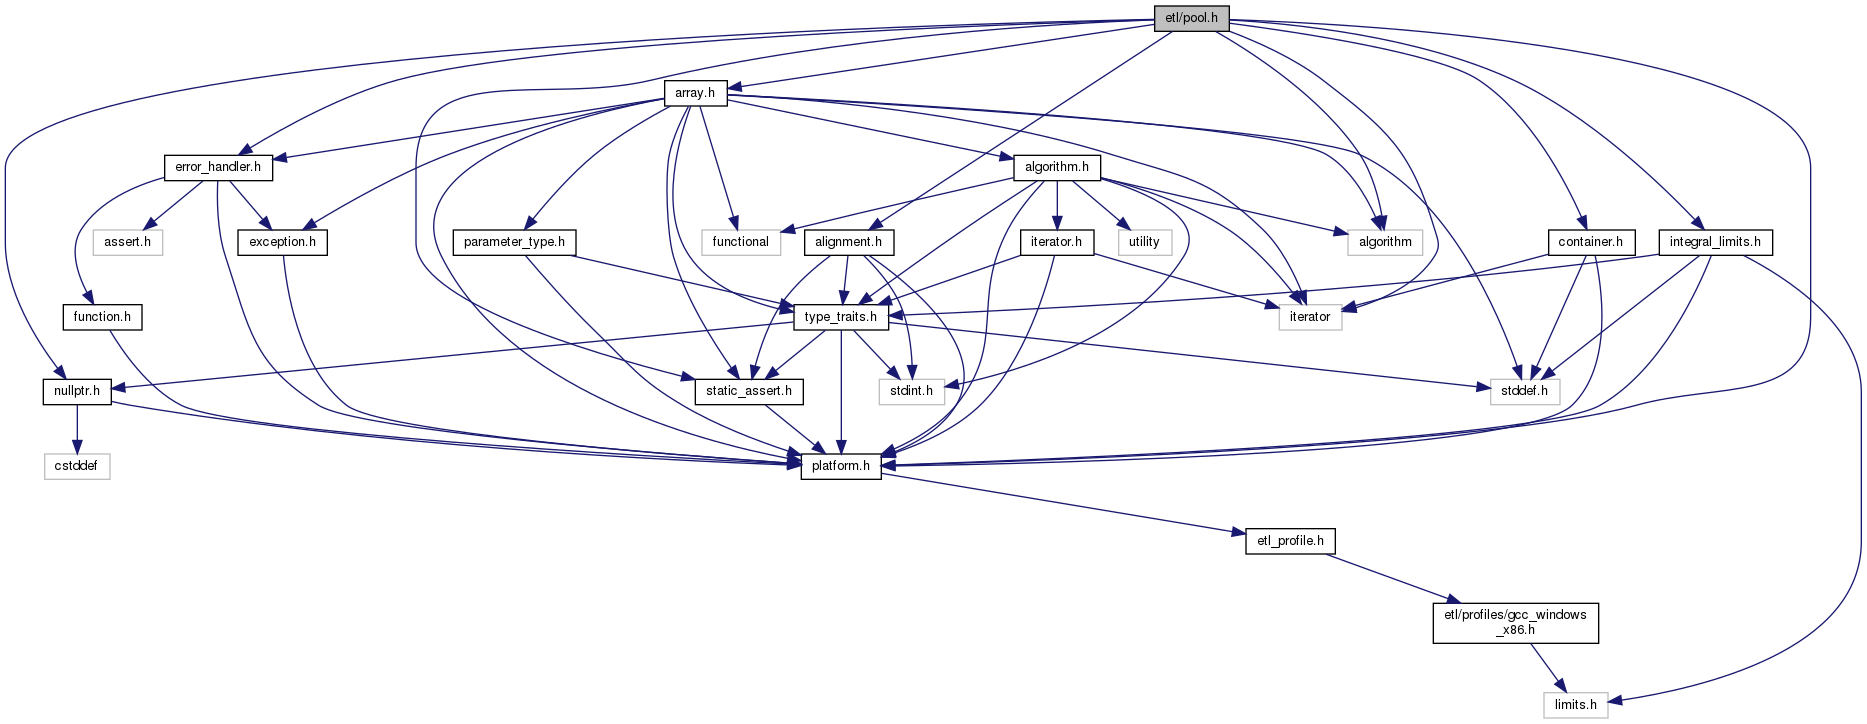 etl/pool.h
array.h
error_handler.h
algorithm.h
assert.h
exception.h
parameter_type.h
functional
alignment.h
iterator.h
utility
algorithm
container.h
integral_limits.h
function.h
type_traits.h
iterator
nullptr.h
static_assert.h
stdint.h
stddef.h
cstddef
platform.h
etl_profile.h
etl/profiles/gcc_windows
_x86.h
limits.h